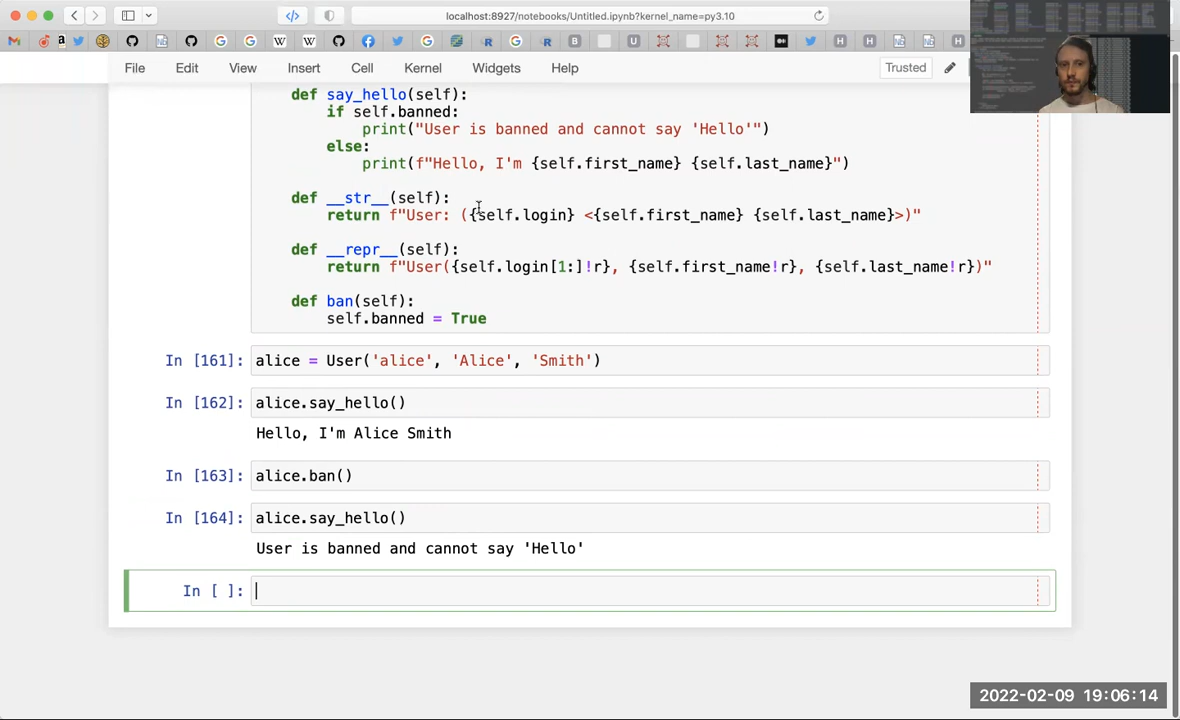 localhost:8927/notebooks/Untitled.ipynb?kernel_name=py3.10
File Edit View Insert Cell Kernel Widgets Help Trusted
def say_hello(self):
if self.banned:
print("User is banned and cannot say 'Hello'")
else:
print(f"Hello, I'm {self.first_name} {self.last_name}")
def __str__(self):
return f"User: ({self.login} <{self.first_name} {self.last_name}>)"
def __repr__(self):
return f"User({self.login[1:]!r}, {self.first_name!r}, {self.last_name!r})"
def ban(self):
self.banned = True
In [161]: alice = User('alice', 'Alice', 'Smith')
In [162]: alice.say_hello()
Hello, I'm Alice Smith
In [163]: alice.ban()
In [164]: alice.say_hello()
User is banned and cannot say 'Hello'
In [ ]:
2022-02-09 19:06:14